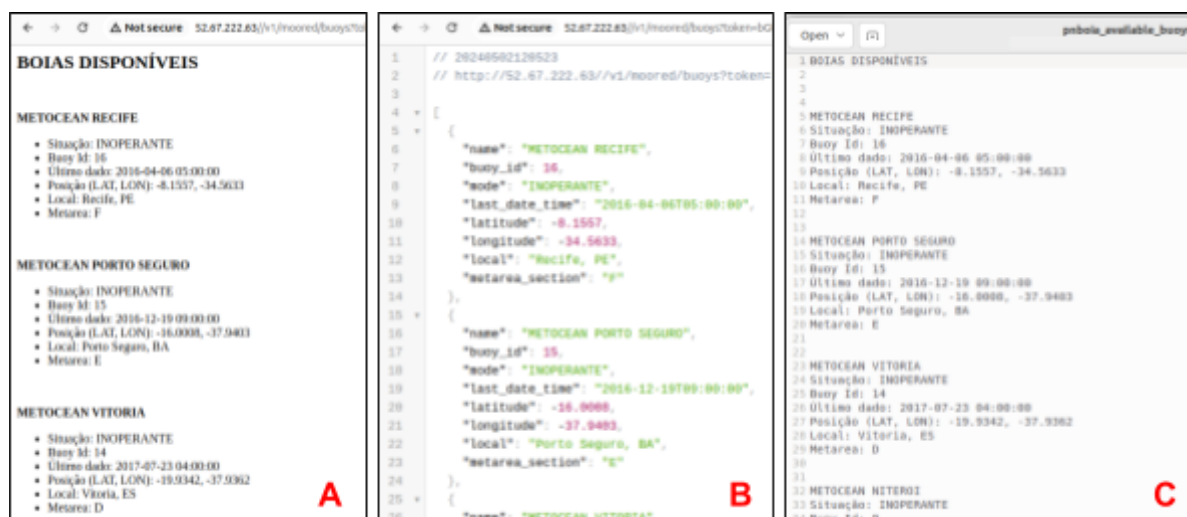 Not secure 52.67.222.63//v1/moored/buoys?to
BOIAS DISPONÍVEIS
METOCEAN RECIFE
Situação: INOPERANTE
Buoy Id: 16
Último dado: 2016-04-06 05:00:00
Posição (LAT, LON): -8.1557, -34.5633
Local: Recife, PE
Metarea: F
METOCEAN PORTO SEGURO
Situação: INOPERANTE
Buoy Id: 15
Último dado: 2016-12-19 09:00:00
Posição (LAT, LON): -16.0008, -37.9403
Local: Porto Seguro, BA
Metarea: E
METOCEAN VITORIA
Situação: INOPERANTE
Buoy Id: 14
Último dado: 2017-07-23 04:00:00
Posição (LAT, LON): -19.9342, -37.9362
Local: Vitoria, ES
Metarea: D
A
Not secure 52.67.222.63//v1/moored/buoys?token=bG
1 // 20240502120523
2 // http://52.67.222.63//v1/moored/buoys?token=
3
4 [
5 {
6 "name": "METOCEAN RECIFE",
7 "buoy_id": 16,
8 "mode": "INOPERANTE",
9 "last_date_time": "2016-04-06T05:00:00",
10 "latitude": -8.1557,
11 "longitude": -34.5633,
12 "local": "Recife, PE",
13 "metarea_section": "F"
14 },
15 {
16 "name": "METOCEAN PORTO SEGURO",
17 "buoy_id": 15,
18 "mode": "INOPERANTE",
19 "last_date_time": "2016-12-19T09:00:00",
20 "latitude": -16.0008,
21 "longitude": -37.9403,
22 "local": "Porto Seguro, BA",
23 "metarea_section": "E"
24 },
25 {
"name": "METOCEAN VITORIA",
B
Open pnboia_available_buoy
1 BOIAS DISPONÍVEIS
2
3
4
5 METOCEAN RECIFE
6 Situação: INOPERANTE
7 Buoy Id: 16
8 Último dado: 2016-04-06 05:00:00
9 Posição (LAT, LON): -8.1557, -34.5633
10 Local: Recife, PE
11 Metarea: F
12
13
14 METOCEAN PORTO SEGURO
15 Situação: INOPERANTE
16 Buoy Id: 15
17 Último dado: 2016-12-19 09:00:00
18 Posição (LAT, LON): -16.0008, -37.9403
19 Local: Porto Seguro, BA
20 Metarea: E
21
22
23 METOCEAN VITORIA
24 Situação: INOPERANTE
25 Buoy Id: 14
26 Último dado: 2017-07-23 04:00:00
27 Posição (LAT, LON): -19.9342, -37.9362
28 Local: Vitoria, ES
29 Metarea: D
30
31
32 METOCEAN NITEROI
33 Situação: INOPERANTE
C